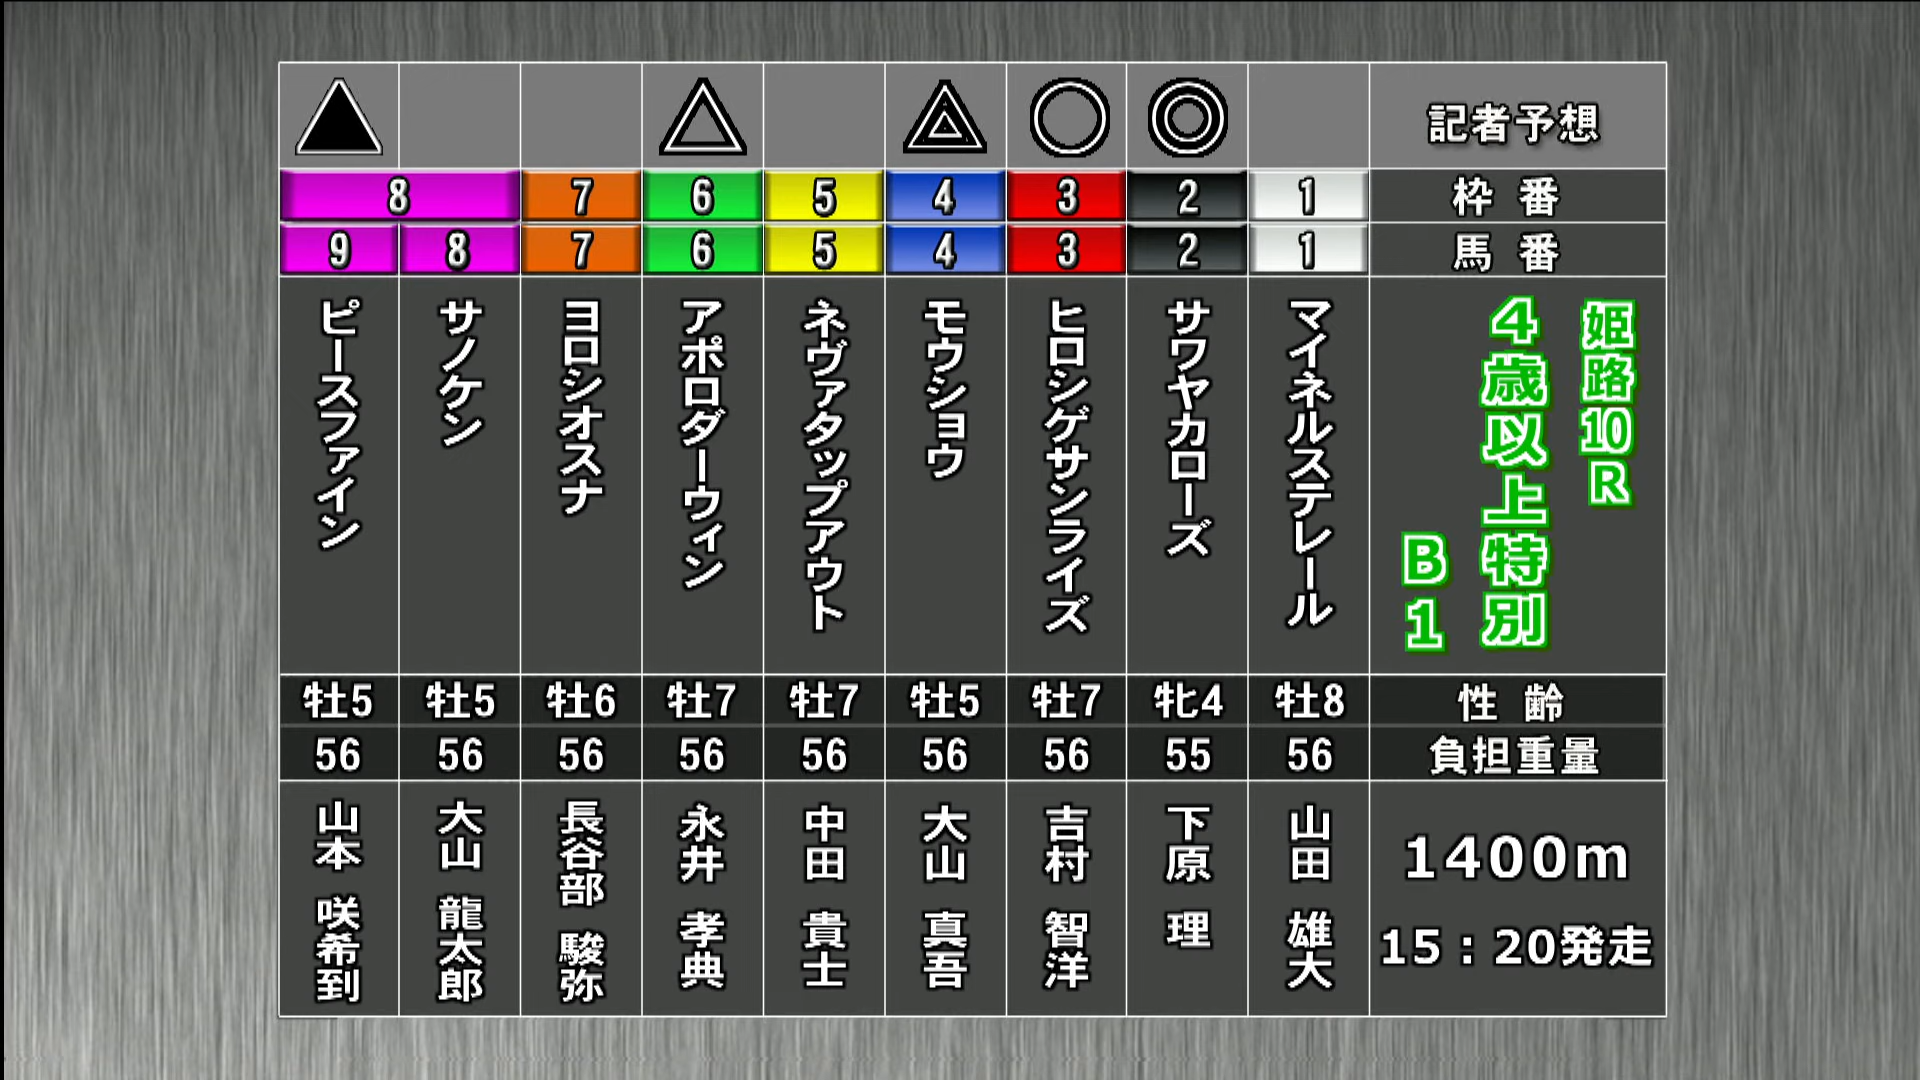 記者予想
枠番 1 2 3 4 5 6 7 8
馬番 1 2 3 4 5 6 7 8 9
姫路10R
4歳以上特別
B1
マイネルステレール
サワヤカローズ
ヒロシゲサンライズ
モウショウ
ネヴァタップアウト
アポロダーウィン
ヨロシオスナ
サノケン
ピースファイン
性齢 牡8 牝4 牡7 牡5 牡7 牡7 牡6 牡5 牡5
負担重量 56 55 56 56 56 56 56 56 56
1400m
15:20発走
山田 雄大
下原 理
吉村 智洋
大山 真吾
中田 貴士
永井 孝典
長谷部 駿弥
大山 龍太郎
山本 咲希到